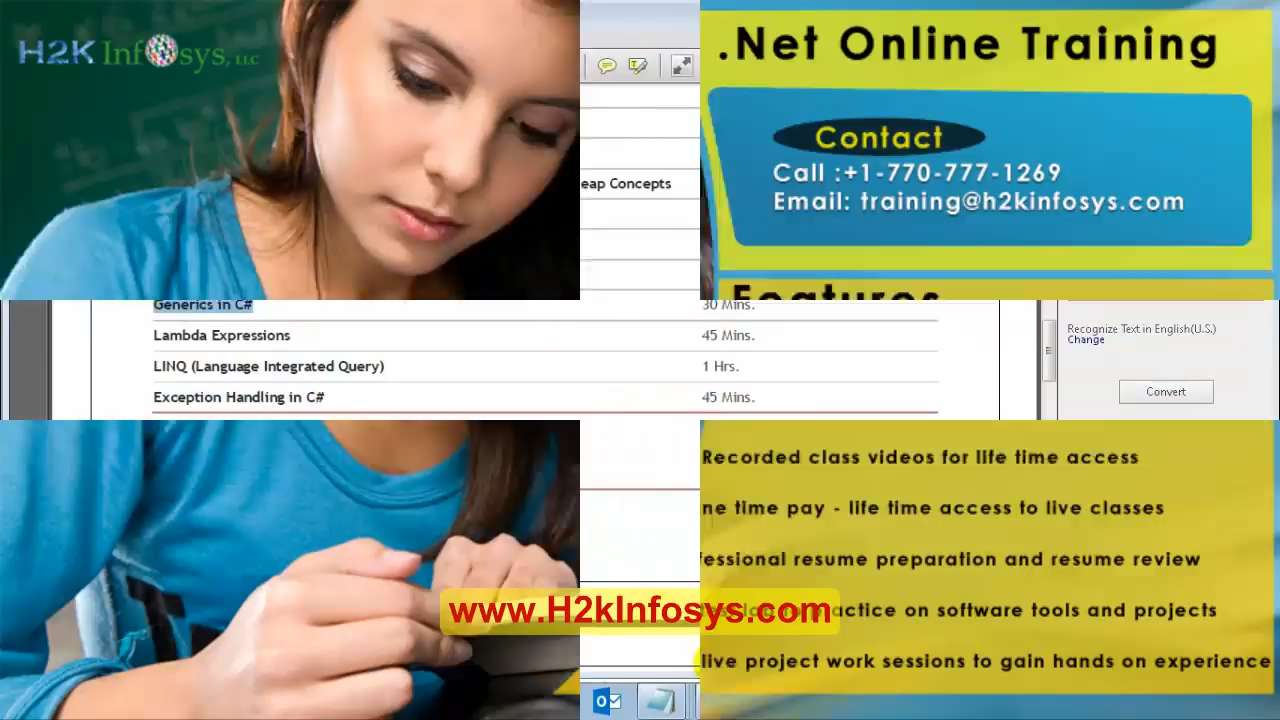 H2K Infosys, LLC
.Net Online Training
Contact
Call :+1-770-777-1269
Email: training@h2kinfosys.com
eap Concepts
Features
Generics in C# 30 Mins.
Lambda Expressions 45 Mins.
LINQ (Language Integrated Query) 1 Hrs.
Exception Handling in C# 45 Mins.
Recognize Text in English(U.S.)
Change
Convert
Recorded class videos for life time access
ne time pay - life time access to live classes
fessional resume preparation and resume review
actice on software tools and projects
www.H2kInfosys.com
live project work sessions to gain hands on experience